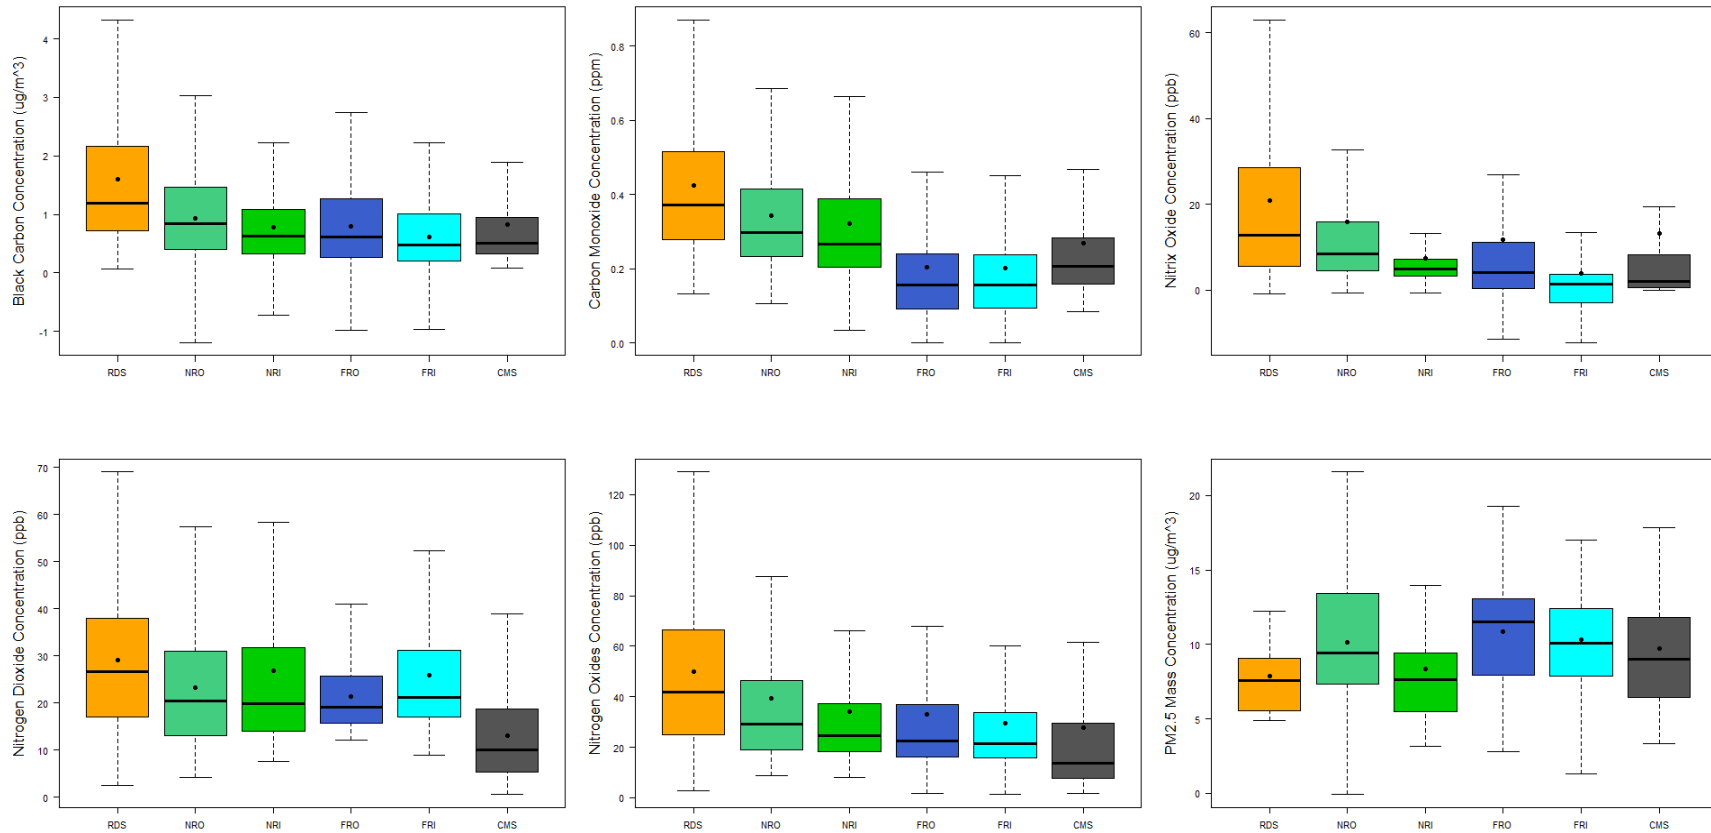 Black Carbon Concentration (ug/m^3)
4
3
2
1
0
-1
RDS NRO NRI FRO FRI CMS
Carbon Monoxide Concentration (ppm)
0.8
0.6
0.4
0.2
0.0
RDS NRO NRI FRO FRI CMS
Nitrix Oxide Concentration (ppb)
60
40
20
0
RDS NRO NRI FRO FRI CMS
Nitrogen Dioxide Concentration (ppb)
70
60
50
40
30
20
10
0
RDS NRO NRI FRO FRI CMS
Nitrogen Oxides Concentration (ppb)
120
100
80
60
40
20
0
RDS NRO NRI FRO FRI CMS
PM2.5 Mass Concentration (ug/m^3)
20
15
10
5
0
RDS NRO NRI FRO FRI CMS